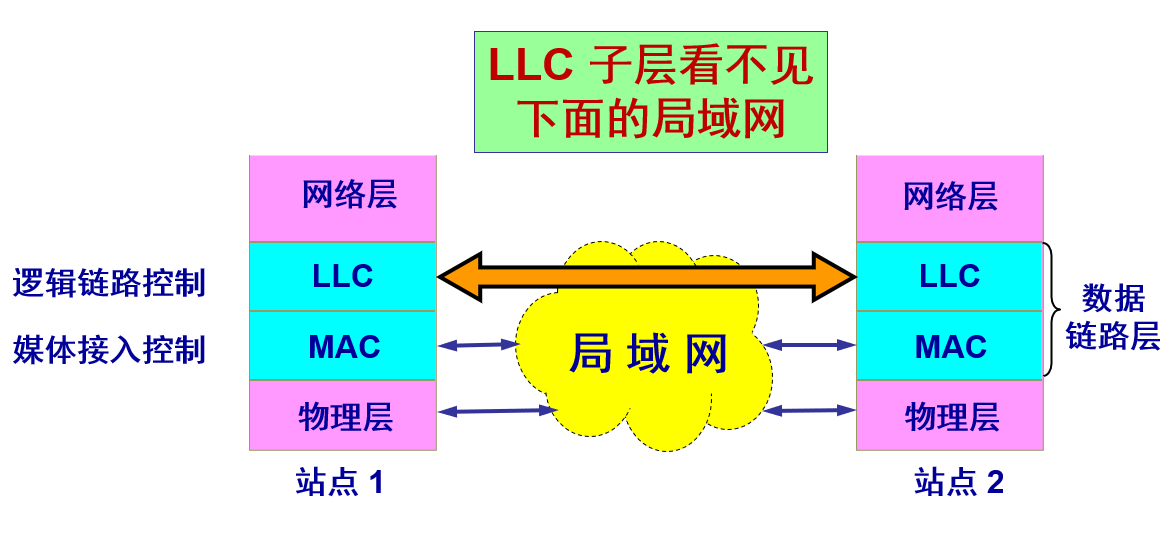 LLC 子层看不见
下面的局域网
网络层
网络层
逻辑链路控制
LLC
LLC
数据
链路层
媒体接入控制
MAC
局 域 网
MAC
物理层
物理层
站点 1
站点 2